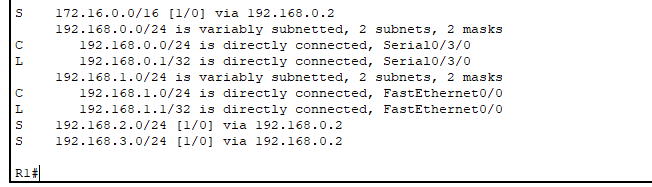 S    172.16.0.0/16 [1/0] via 192.168.0.2
     192.168.0.0/24 is variably subnetted, 2 subnets, 2 masks
C       192.168.0.0/24 is directly connected, Serial0/3/0
L       192.168.0.1/32 is directly connected, Serial0/3/0
     192.168.1.0/24 is variably subnetted, 2 subnets, 2 masks
C       192.168.1.0/24 is directly connected, FastEthernet0/0
L       192.168.1.1/32 is directly connected, FastEthernet0/0
S    192.168.2.0/24 [1/0] via 192.168.0.2
S    192.168.3.0/24 [1/0] via 192.168.0.2
R1#